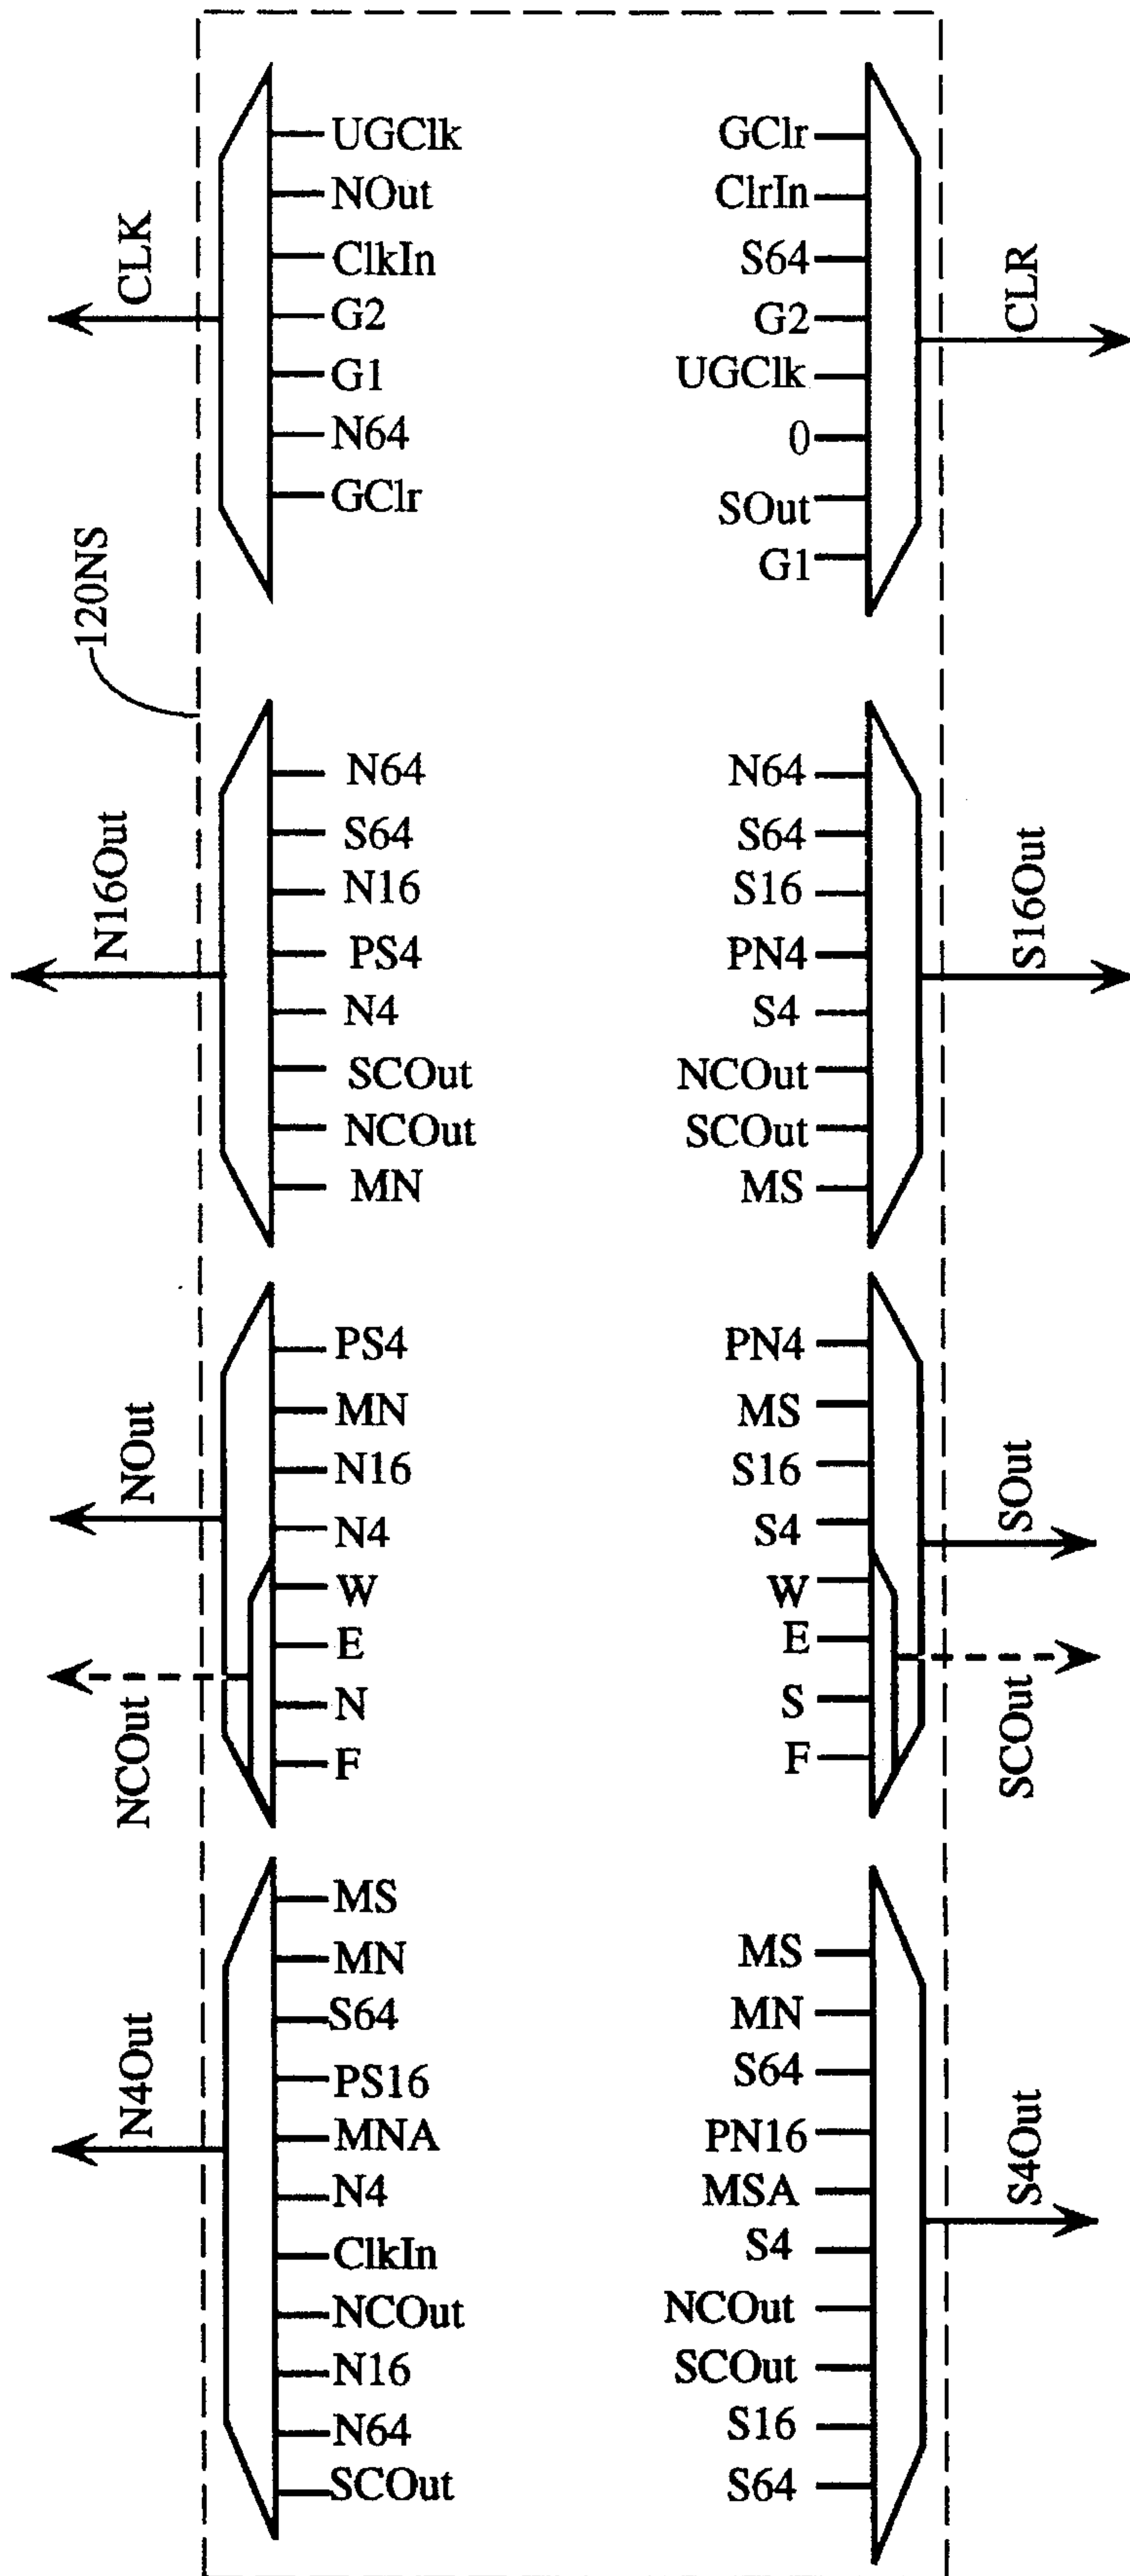 CLK
UGClk
NOut
ClkIn
G2
G1
N64
GClr
GClr
ClrIn
S64
G2
UGClk
0
SOut
G1
CLR
120NS
N16Out
N64
S64
N16
PS4
N4
SCOut
NCOut
MN
N64
S64
S16
PN4
S4
NCOut
SCOut
MS
S16Out
NOut
NCOut
PS4
MN
N16
N4
W
E
N
F
PN4
MS
S16
S4
W
E
S
F
SOut
SCOut
N4Out
MS
MN
S64
PS16
MNA
N4
ClkIn
NCOut
N16
N64
SCOut
MS
MN
S64
PN16
MSA
S4
NCOut
SCOut
S16
S64
S4Out